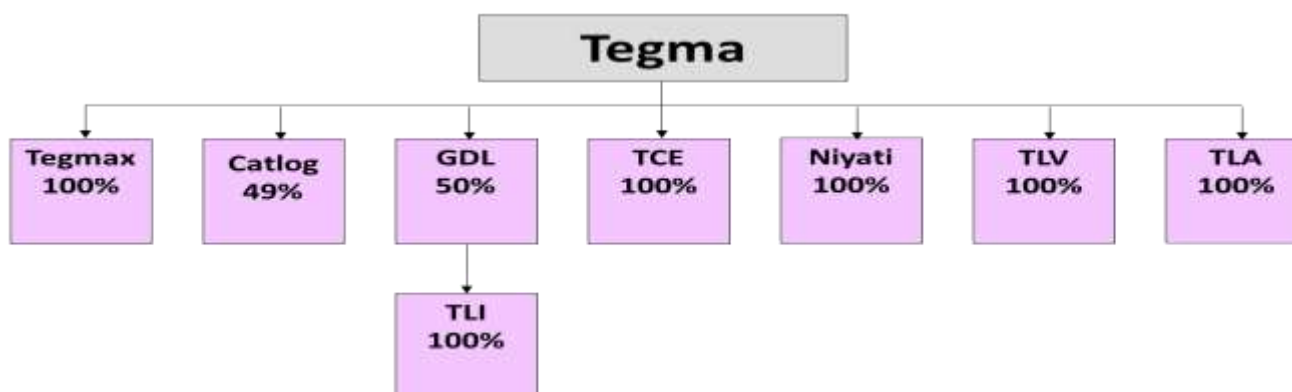 Tegma
Tegmax
100%
Catlog
49%
GDL
50%
TCE
100%
Niyati
100%
TLV
100%
TLA
100%
TLI
100%